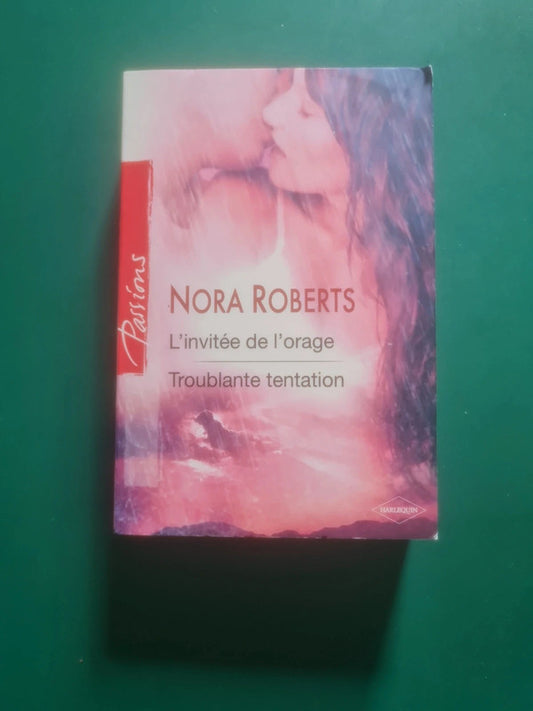 Passions
NORA ROBERTS
L'invitée de l'orage
Troublante tentation
HARLEQUIN